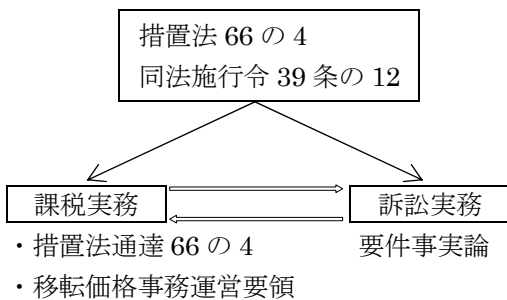 措置法 66 の 4
同法施行令 39 条の 12
課税実務
訴訟実務
・措置法通達 66 の 4
要件事実論
・移転価格事務運営要領